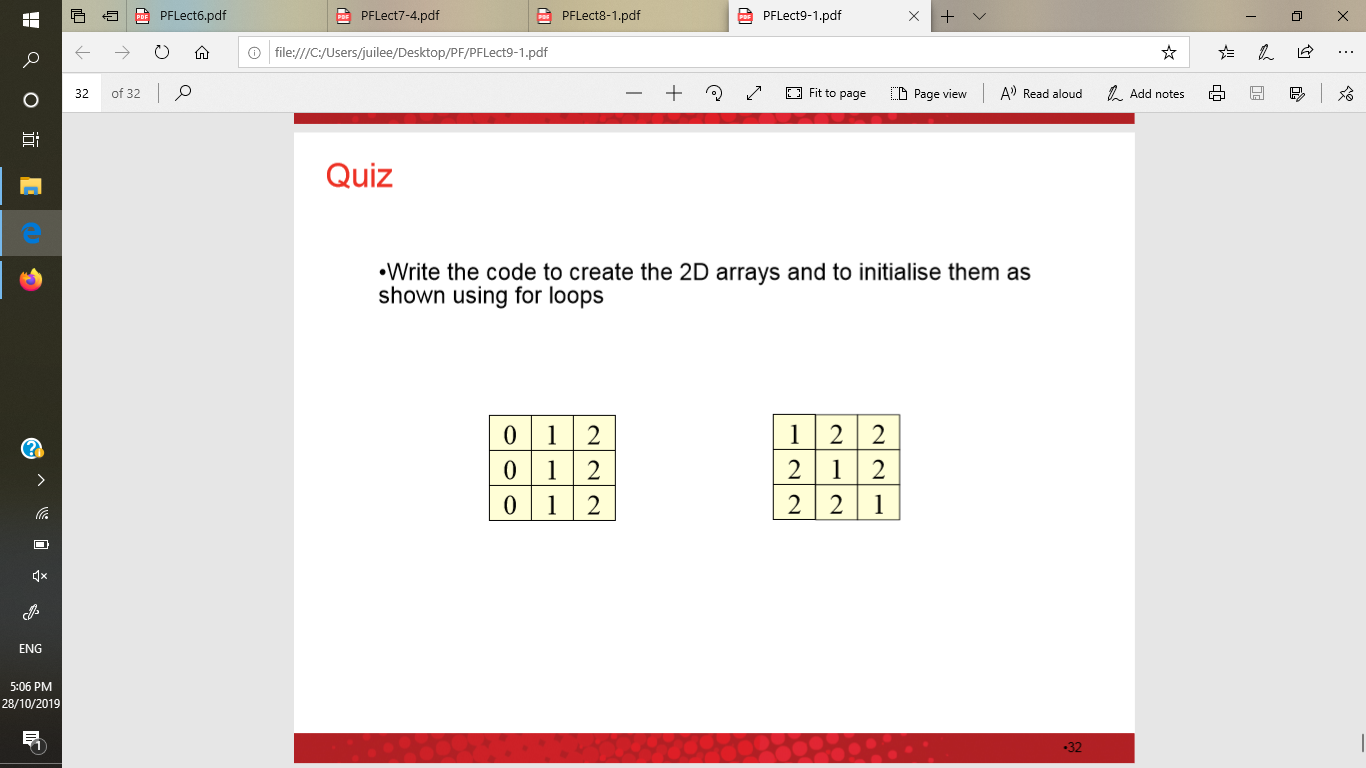 PFLect6.pdf
PFLect7-4.pdf
PFLect8-1.pdf
PFLect9-1.pdf
file:///C:/Users/juilee/Desktop/PF/PFLect9-1.pdf
32 of 32
Fit to page
Page view
Read aloud
Add notes
Quiz
•Write the code to create the 2D arrays and to initialise them as
shown using for loops
0 1 2
0 1 2
0 1 2
1 2 2
2 1 2
2 2 1
•32
ENG
5:06 PM
28/10/2019
1